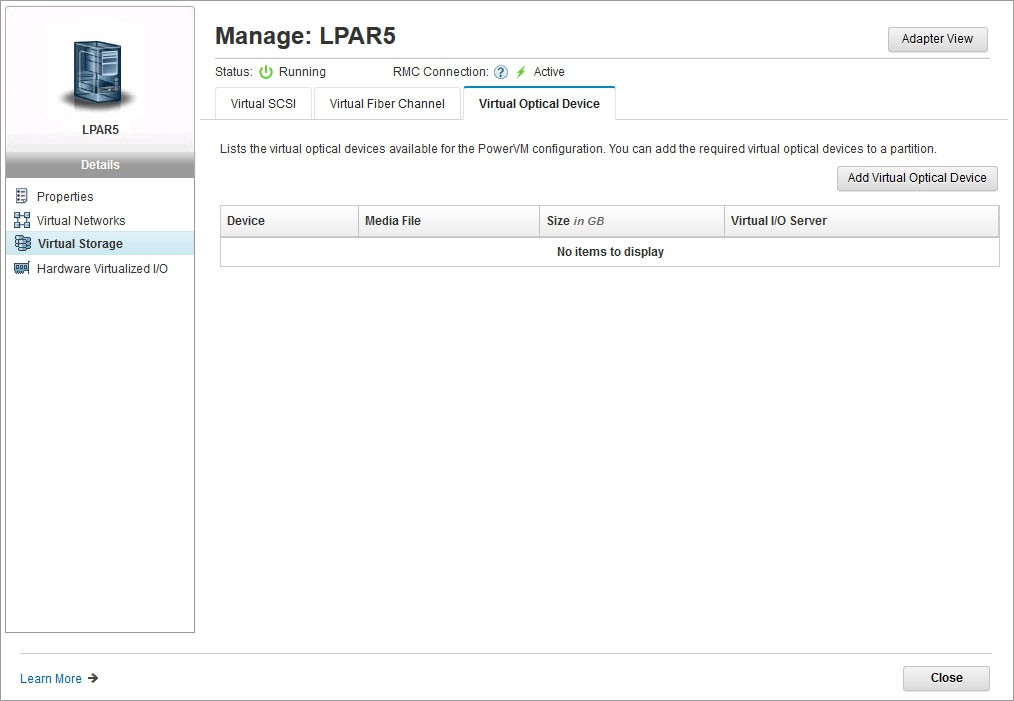 Manage: LPAR5
Adapter View
Status: Running RMC Connection: ? Active
LPAR5
Details
Properties
Virtual Networks
Virtual Storage
Hardware Virtualized I/O
Virtual SCSI Virtual Fiber Channel Virtual Optical Device
Lists the virtual optical devices available for the PowerVM configuration. You can add the required virtual optical devices to a partition.
Add Virtual Optical Device
Device Media File Size in GB Virtual I/O Server
No items to display
Learn More
Close